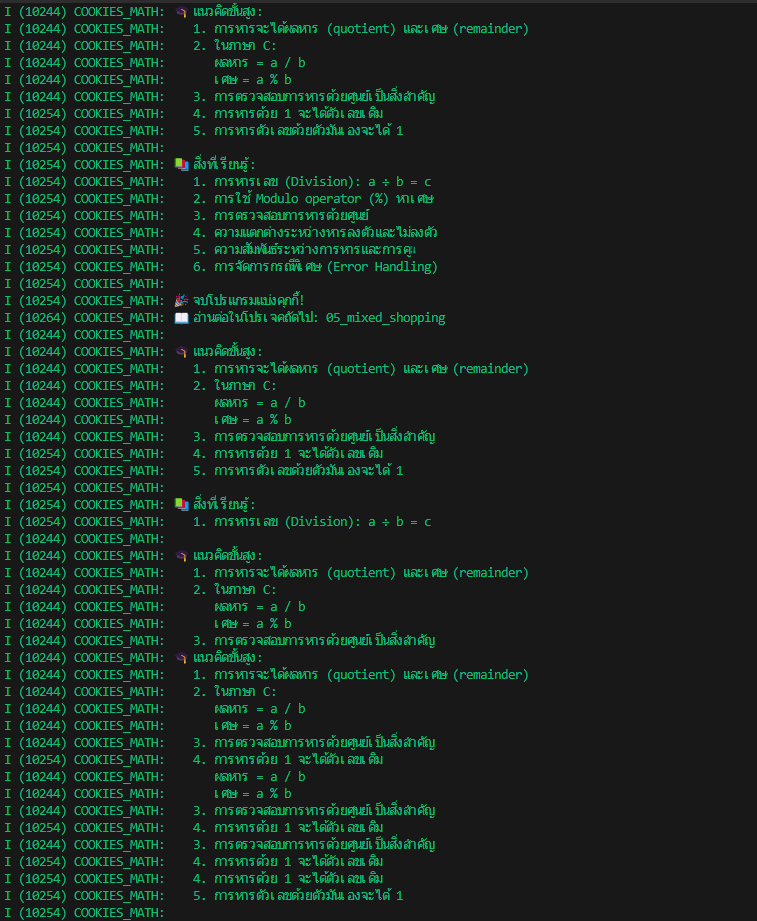 I (10244) COOKIES_MATH: 🎓 แนวคิดขั้นสูง:
I (10244) COOKIES_MATH:    1. การหารจะได้ผลหาร (quotient) และเศษ (remainder)
I (10244) COOKIES_MATH:    2. ในภาษา C:
I (10244) COOKIES_MATH:       ผลหาร = a / b
I (10244) COOKIES_MATH:       เศษ = a % b
I (10244) COOKIES_MATH:    3. การตรวจสอบการหารด้วยศูนย์เป็นสิ่งสำคัญ
I (10254) COOKIES_MATH:    4. การหารด้วย 1 จะได้ตัวเลขเดิม
I (10254) COOKIES_MATH:    5. การหารตัวเลขด้วยตัวมันเองจะได้ 1
I (10254) COOKIES_MATH:
I (10254) COOKIES_MATH: 📚 สิ่งที่เรียนรู้:
I (10254) COOKIES_MATH:    1. การหารเลข (Division): a ÷ b = c
I (10254) COOKIES_MATH:    2. การใช้ Modulo operator (%) หาเศษ
I (10254) COOKIES_MATH:    3. การตรวจสอบการหารด้วยศูนย์
I (10254) COOKIES_MATH:    4. ความแตกต่างระหว่างหารลงตัวและไม่ลงตัว
I (10254) COOKIES_MATH:    5. ความสัมพันธ์ระหว่างการหารและการคูณ
I (10254) COOKIES_MATH:    6. การจัดการกรณีพิเศษ (Error Handling)
I (10254) COOKIES_MATH:
I (10254) COOKIES_MATH: 🎉 จบโปรแกรมแบ่งคุกกี้!
I (10264) COOKIES_MATH: 📖 อ่านต่อในโปรเจคถัดไป: 05_mixed_shopping
I (10244) COOKIES_MATH:
I (10244) COOKIES_MATH: 🎓 แนวคิดขั้นสูง:
I (10244) COOKIES_MATH:    1. การหารจะได้ผลหาร (quotient) และเศษ (remainder)
I (10244) COOKIES_MATH:    2. ในภาษา C:
I (10244) COOKIES_MATH:       ผลหาร = a / b
I (10244) COOKIES_MATH:       เศษ = a % b
I (10244) COOKIES_MATH:    3. การตรวจสอบการหารด้วยศูนย์เป็นสิ่งสำคัญ
I (10254) COOKIES_MATH:    4. การหารด้วย 1 จะได้ตัวเลขเดิม
I (10254) COOKIES_MATH:    5. การหารตัวเลขด้วยตัวมันเองจะได้ 1
I (10254) COOKIES_MATH:
I (10254) COOKIES_MATH: 📚 สิ่งที่เรียนรู้:
I (10254) COOKIES_MATH:    1. การหารเลข (Division): a ÷ b = c
I (10244) COOKIES_MATH:
I (10244) COOKIES_MATH: 🎓 แนวคิดขั้นสูง:
I (10244) COOKIES_MATH:    1. การหารจะได้ผลหาร (quotient) และเศษ (remainder)
I (10244) COOKIES_MATH:    2. ในภาษา C:
I (10244) COOKIES_MATH:       ผลหาร = a / b
I (10244) COOKIES_MATH:       เศษ = a % b
I (10244) COOKIES_MATH:    3. การตรวจสอบการหารด้วยศูนย์เป็นสิ่งสำคัญ
I (10244) COOKIES_MATH: 🎓 แนวคิดขั้นสูง:
I (10244) COOKIES_MATH:    1. การหารจะได้ผลหาร (quotient) และเศษ (remainder)
I (10244) COOKIES_MATH:    2. ในภาษา C:
I (10244) COOKIES_MATH:       ผลหาร = a / b
I (10244) COOKIES_MATH:       เศษ = a % b
I (10244) COOKIES_MATH:    3. การตรวจสอบการหารด้วยศูนย์เป็นสิ่งสำคัญ
I (10254) COOKIES_MATH:    4. การหารด้วย 1 จะได้ตัวเลขเดิม
I (10244) COOKIES_MATH:       ผลหาร = a / b
I (10244) COOKIES_MATH:       เศษ = a % b
I (10244) COOKIES_MATH:    3. การตรวจสอบการหารด้วยศูนย์เป็นสิ่งสำคัญ
I (10254) COOKIES_MATH:    4. การหารด้วย 1 จะได้ตัวเลขเดิม
I (10244) COOKIES_MATH:    3. การตรวจสอบการหารด้วยศูนย์เป็นสิ่งสำคัญ
I (10254) COOKIES_MATH:    4. การหารด้วย 1 จะได้ตัวเลขเดิม
I (10254) COOKIES_MATH:    4. การหารด้วย 1 จะได้ตัวเลขเดิม
I (10254) COOKIES_MATH:    5. การหารตัวเลขด้วยตัวมันเองจะได้ 1
I (10254) COOKIES_MATH: